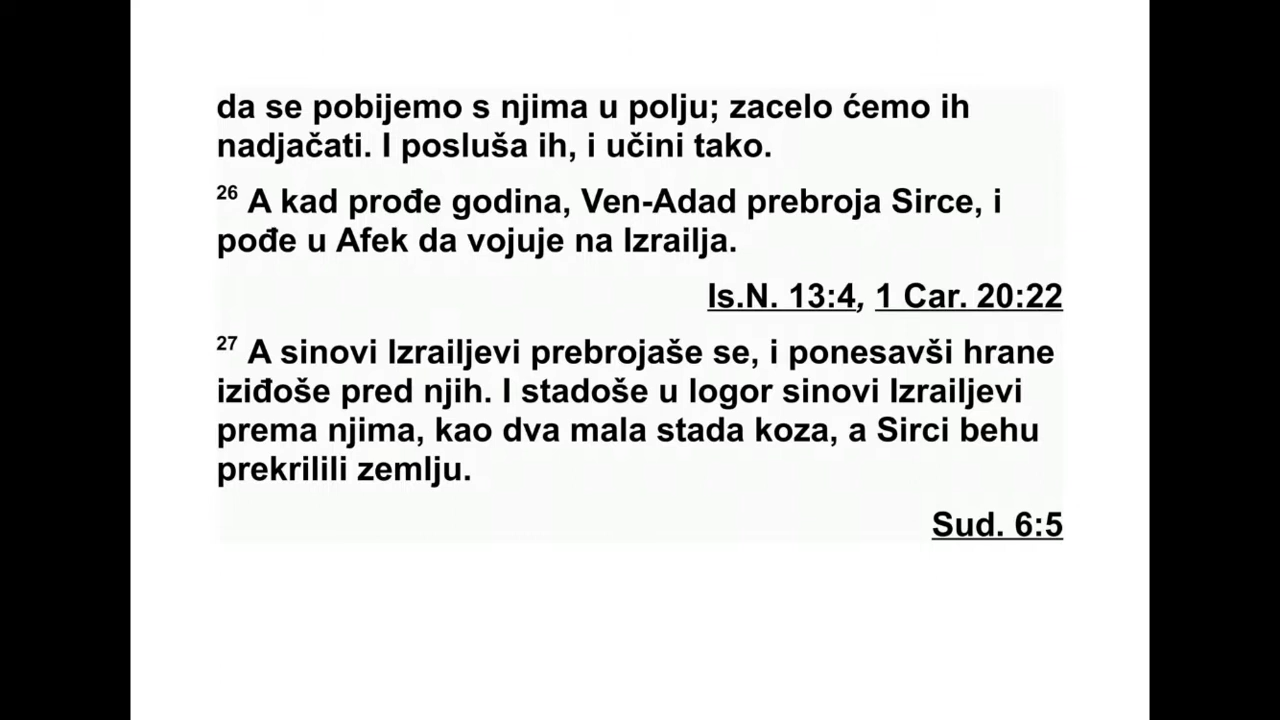 da se pobijemo s njima u polju; zacelo ćemo ih
nadjačati. I posluša ih, i učini tako.
26 A kad prođe godina, Ven-Adad prebroja Sirce, i
pođe u Afek da vojuje na Izrailja.
Is.N. 13:4, 1 Car. 20:22
27 A sinovi Izrailjevi prebrojaše se, i ponesavši hrane
iziđoše pred njih. I stadoše u logor sinovi Izrailjevi
prema njima, kao dva mala stada koza, a Sirci behu
prekrilili zemlju.
Sud. 6:5